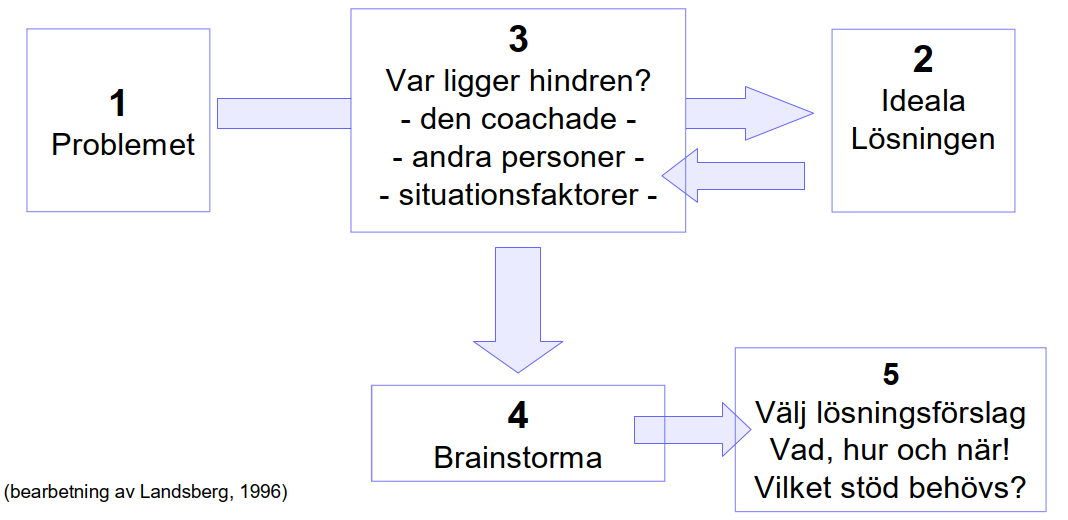 1
Problemet
3
Var ligger hindren?
- den coachade -
- andra personer -
- situationsfaktorer -
2
Ideala
Lösningen
4
Brainstorma
5
Välj lösningsförslag
Vad, hur och när!
Vilket stöd behövs?
(bearbetning av Landsberg, 1996)